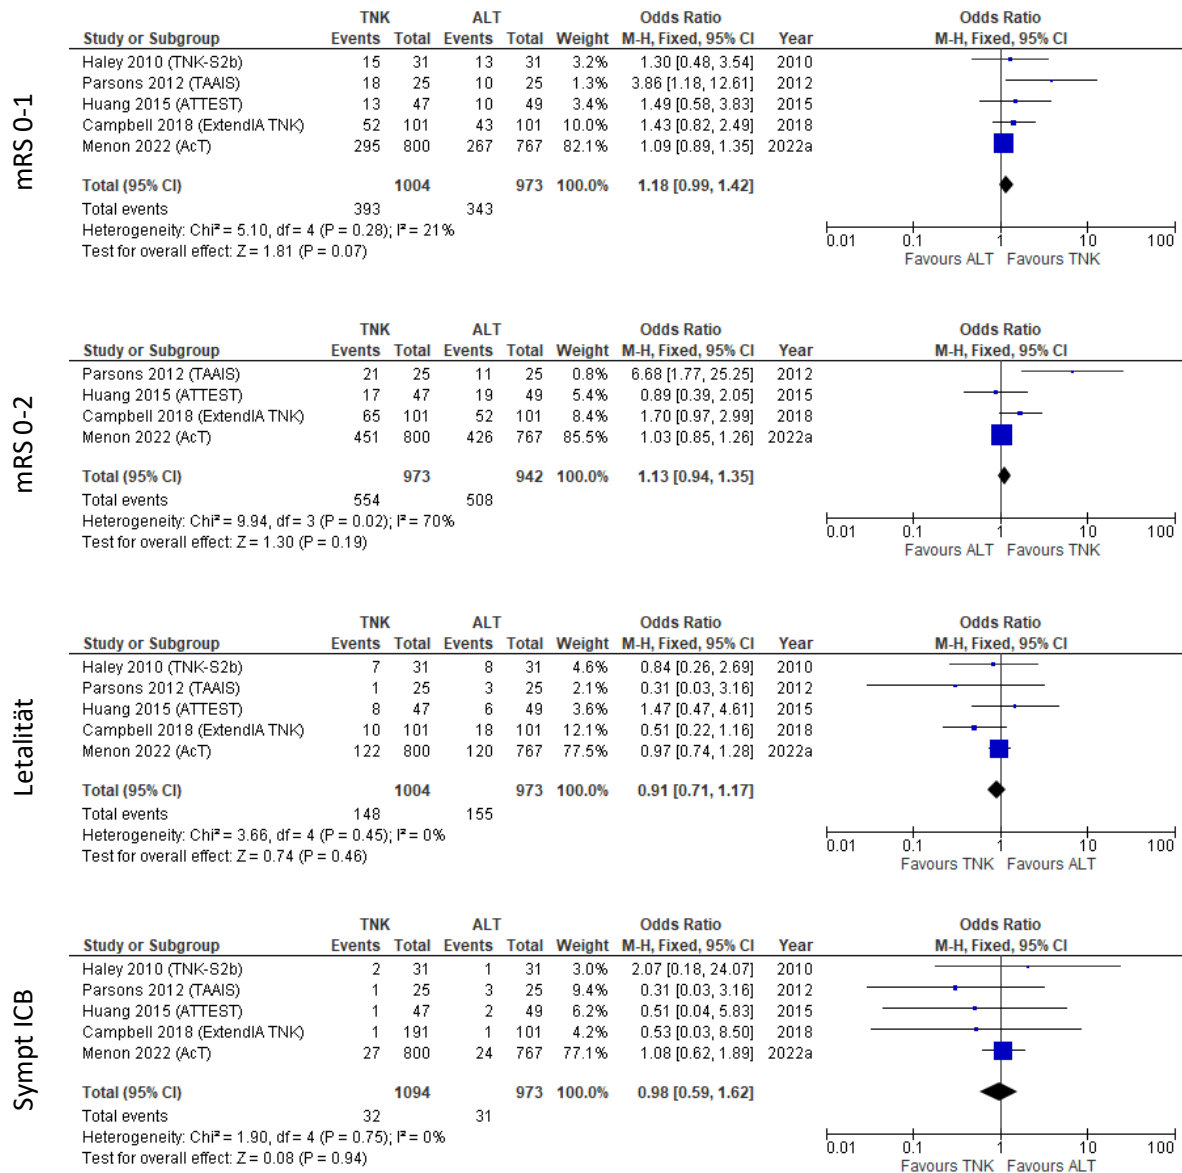 mRS 0-1
TNK ALT Odds Ratio Odds Ratio
Study or Subgroup Events Total Events Total Weight M-H, Fixed, 95% CI Year M-H, Fixed, 95% CI
Haley 2010 (TNK-S2b) 15 31 13 31 3.2% 1.30 [0.48, 3.54] 2010
Parsons 2012 (TAAIS) 18 25 10 25 1.3% 3.86 [1.18, 12.61] 2012
Huang 2015 (ATTEST) 13 47 10 49 3.4% 1.49 [0.58, 3.83] 2015
Campbell 2018 (ExtendIA TNK) 52 101 43 101 10.0% 1.43 [0.82, 2.49] 2018
Menon 2022 (AcT) 295 800 267 767 82.1% 1.09 [0.89, 1.35] 2022a
Total (95% CI) 1004 973 100.0% 1.18 [0.99, 1.42]
Total events 393 343
Heterogeneity: Chi² = 5.10, df = 4 (P = 0.28); I² = 21%
Test for overall effect: Z = 1.81 (P = 0.07)
0.01 0.1 1 10 100
Favours ALT Favours TNK
mRS 0-2
TNK ALT Odds Ratio Odds Ratio
Study or Subgroup Events Total Events Total Weight M-H, Fixed, 95% CI Year M-H, Fixed, 95% CI
Parsons 2012 (TAAIS) 21 25 11 25 0.8% 6.68 [1.77, 25.25] 2012
Huang 2015 (ATTEST) 17 47 19 49 5.4% 0.89 [0.39, 2.05] 2015
Campbell 2018 (ExtendIA TNK) 65 101 52 101 8.4% 1.70 [0.97, 2.99] 2018
Menon 2022 (AcT) 451 800 426 767 85.5% 1.03 [0.85, 1.26] 2022a
Total (95% CI) 973 942 100.0% 1.13 [0.94, 1.35]
Total events 554 508
Heterogeneity: Chi² = 9.94, df = 3 (P = 0.02); I² = 70%
Test for overall effect: Z = 1.30 (P = 0.19)
0.01 0.1 1 10 100
Favours ALT Favours TNK
Letalität
TNK ALT Odds Ratio Odds Ratio
Study or Subgroup Events Total Events Total Weight M-H, Fixed, 95% CI Year M-H, Fixed, 95% CI
Haley 2010 (TNK-S2b) 7 31 8 31 4.6% 0.84 [0.26, 2.69] 2010
Parsons 2012 (TAAIS) 1 25 3 25 2.1% 0.31 [0.03, 3.16] 2012
Huang 2015 (ATTEST) 8 47 6 49 3.6% 1.47 [0.47, 4.61] 2015
Campbell 2018 (ExtendIA TNK) 10 101 18 101 12.1% 0.51 [0.22, 1.16] 2018
Menon 2022 (AcT) 122 800 120 767 77.5% 0.97 [0.74, 1.28] 2022a
Total (95% CI) 1004 973 100.0% 0.91 [0.71, 1.17]
Total events 148 155
Heterogeneity: Chi² = 3.66, df = 4 (P = 0.45); I² = 0%
Test for overall effect: Z = 0.74 (P = 0.46)
0.01 0.1 1 10 100
Favours TNK Favours ALT
Sympt ICB
TNK ALT Odds Ratio Odds Ratio
Study or Subgroup Events Total Events Total Weight M-H, Fixed, 95% CI Year M-H, Fixed, 95% CI
Haley 2010 (TNK-S2b) 2 31 1 31 3.0% 2.07 [0.18, 24.07] 2010
Parsons 2012 (TAAIS) 1 25 3 25 9.4% 0.31 [0.03, 3.16] 2012
Huang 2015 (ATTEST) 1 47 2 49 6.2% 0.51 [0.04, 5.83] 2015
Campbell 2018 (ExtendIA TNK) 1 191 1 101 4.2% 0.53 [0.03, 8.50] 2018
Menon 2022 (AcT) 27 800 24 767 77.1% 1.08 [0.62, 1.89] 2022a
Total (95% CI) 1094 973 100.0% 0.98 [0.59, 1.62]
Total events 32 31
Heterogeneity: Chi² = 1.90, df = 4 (P = 0.75); I² = 0%
Test for overall effect: Z = 0.08 (P = 0.94)
0.01 0.1 1 10 100
Favours TNK Favours ALT